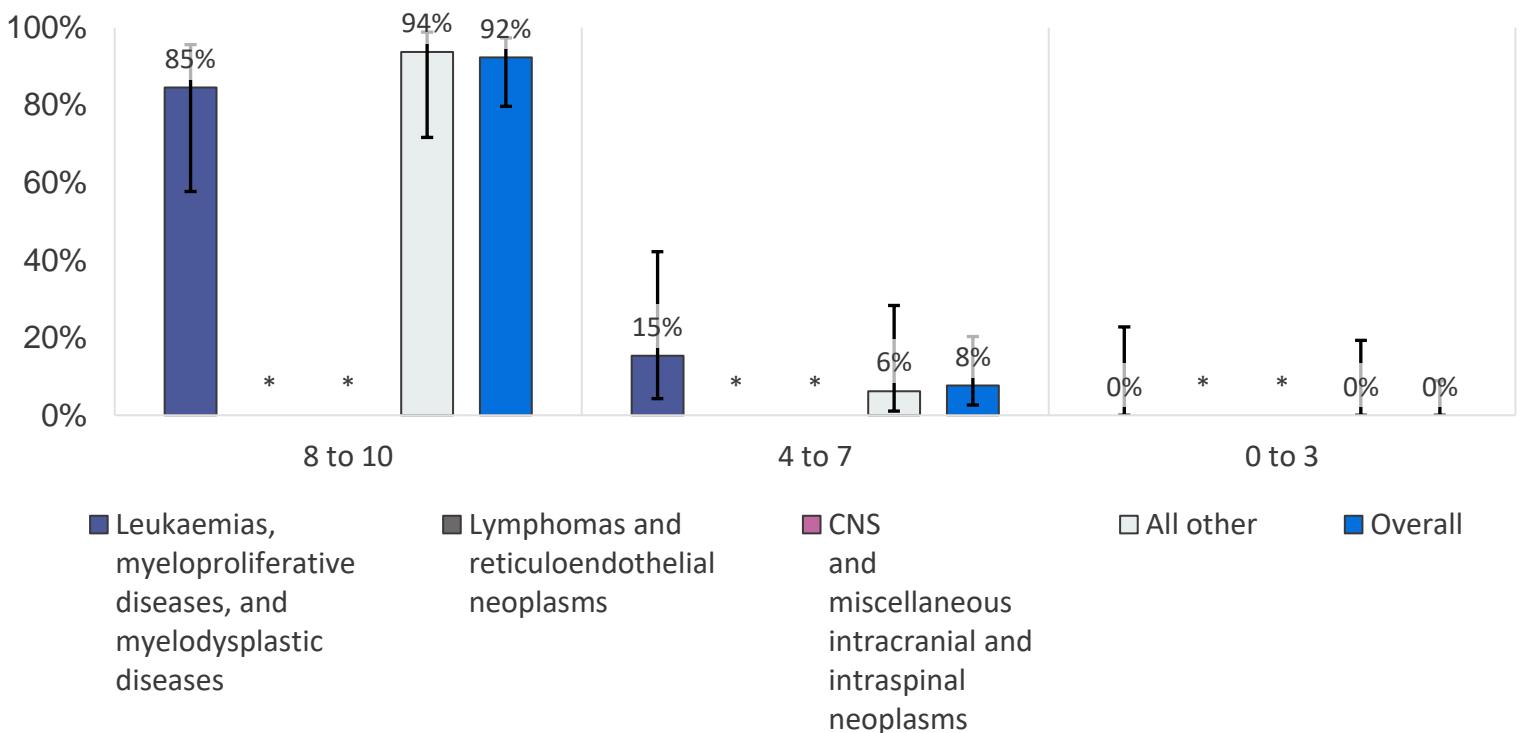 100%
80%
60%
40%
20%
0%
85%
*
*
94%
92%
15%
*
*
6%
8%
0%
*
*
0%
0%
8 to 10
4 to 7
0 to 3
Leukaemias,
myeloproliferative
diseases, and
myelodysplastic
diseases
Lymphomas and
reticuloendothelial
neoplasms
CNS
and
miscellaneous
intracranial and
intraspinal
neoplasms
All other
Overall